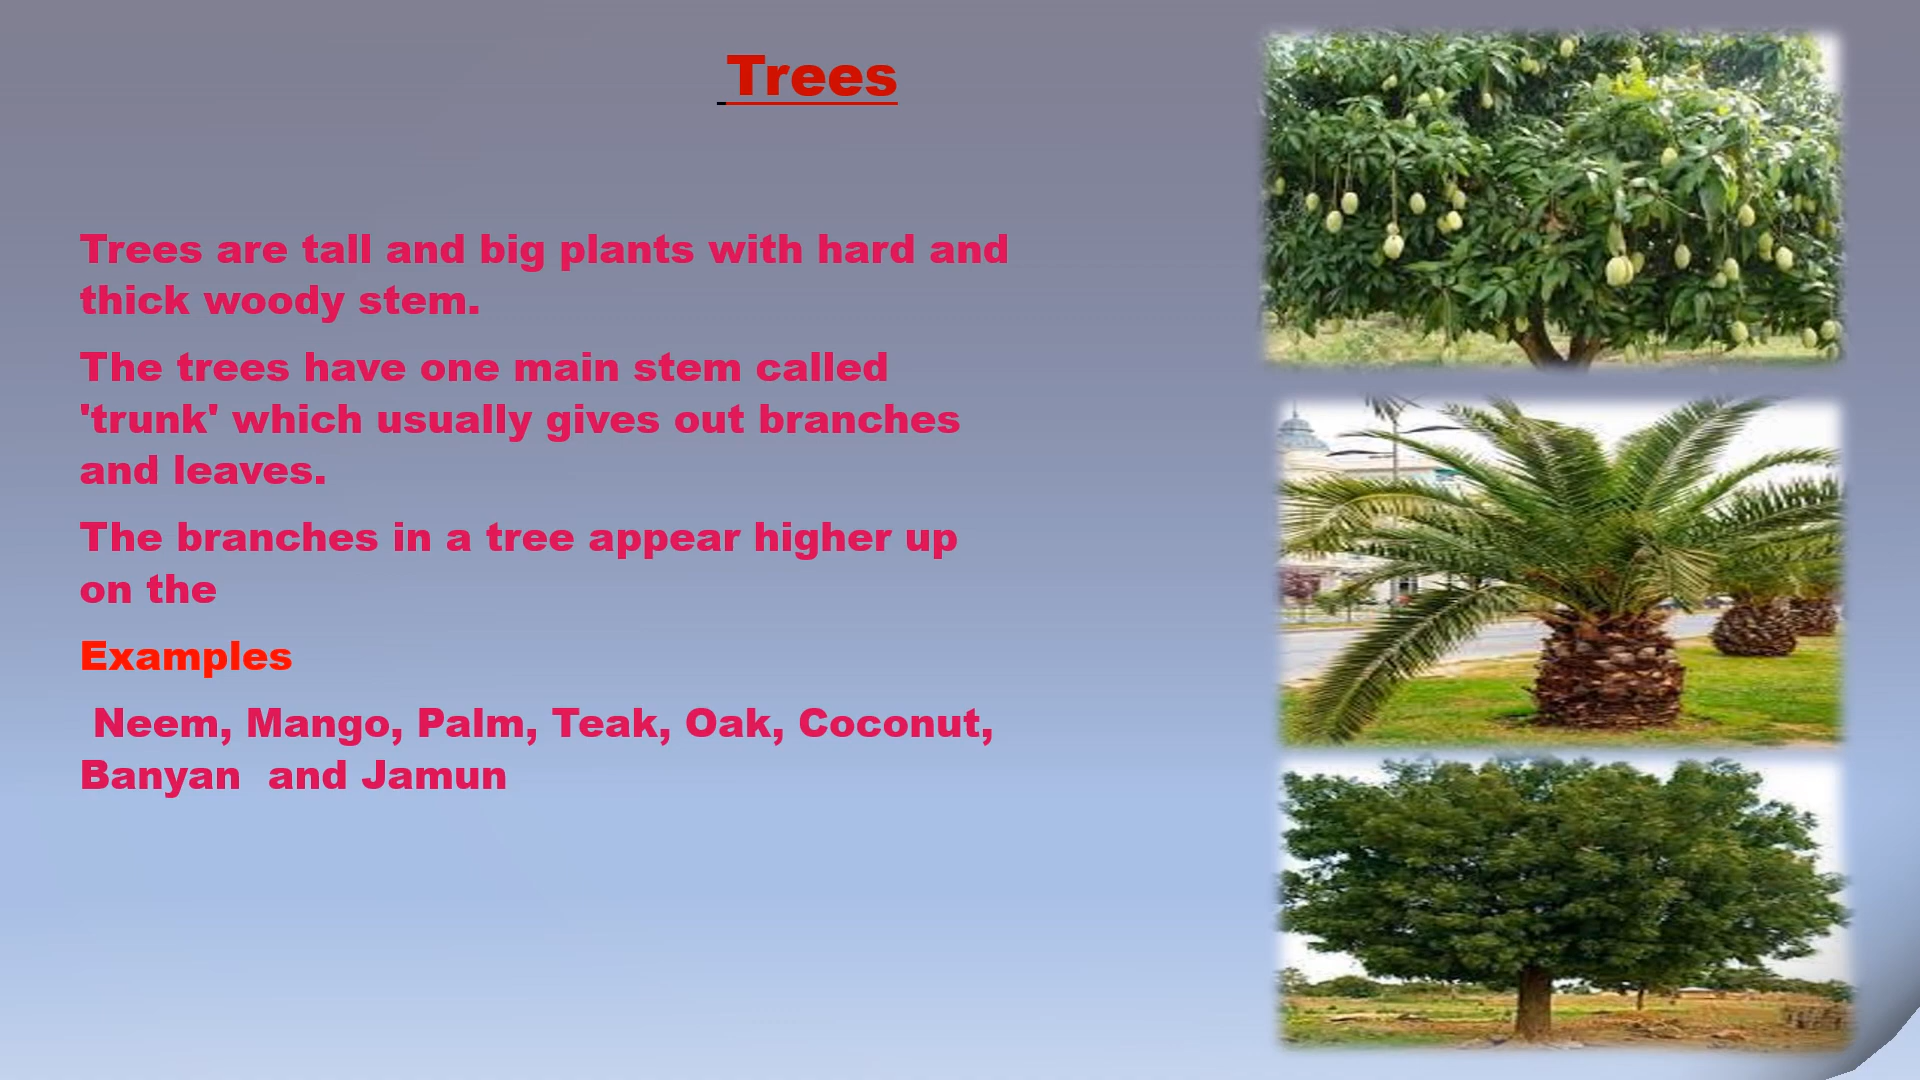 Trees
Trees are tall and big plants with hard and
thick woody stem.
The trees have one main stem called
'trunk' which usually gives out branches
and leaves.
The branches in a tree appear higher up
on the
Examples
Neem, Mango, Palm, Teak, Oak, Coconut,
Banyan  and Jamun